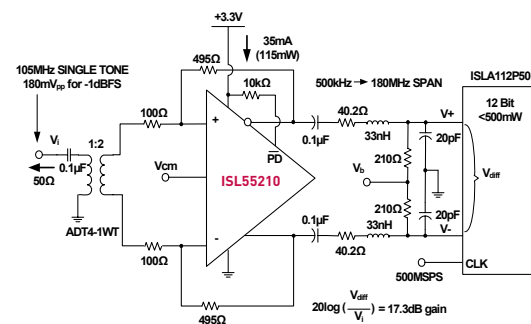 +3.3V
35mA
(115mW)
495Ω
10kΩ
105MHz SINGLE TONE
180mVpp for -1dBFS
500kHz → 180MHz SPAN
ISLA112P50
12 Bit
<500mW
100Ω
40.2Ω
V+
+
0.1µF
33nH
20pF
Vi
1:2
PD
210Ω
0.1µF
Vcm
ISL55210
Vb
Vdiff
50Ω
0.1µF
210Ω
20pF
ADT4-1WT
33nH
V-
-
100Ω
40.2Ω
CLK
500MSPS
495Ω
20log ( Vdiff / Vi ) = 17.3dB gain